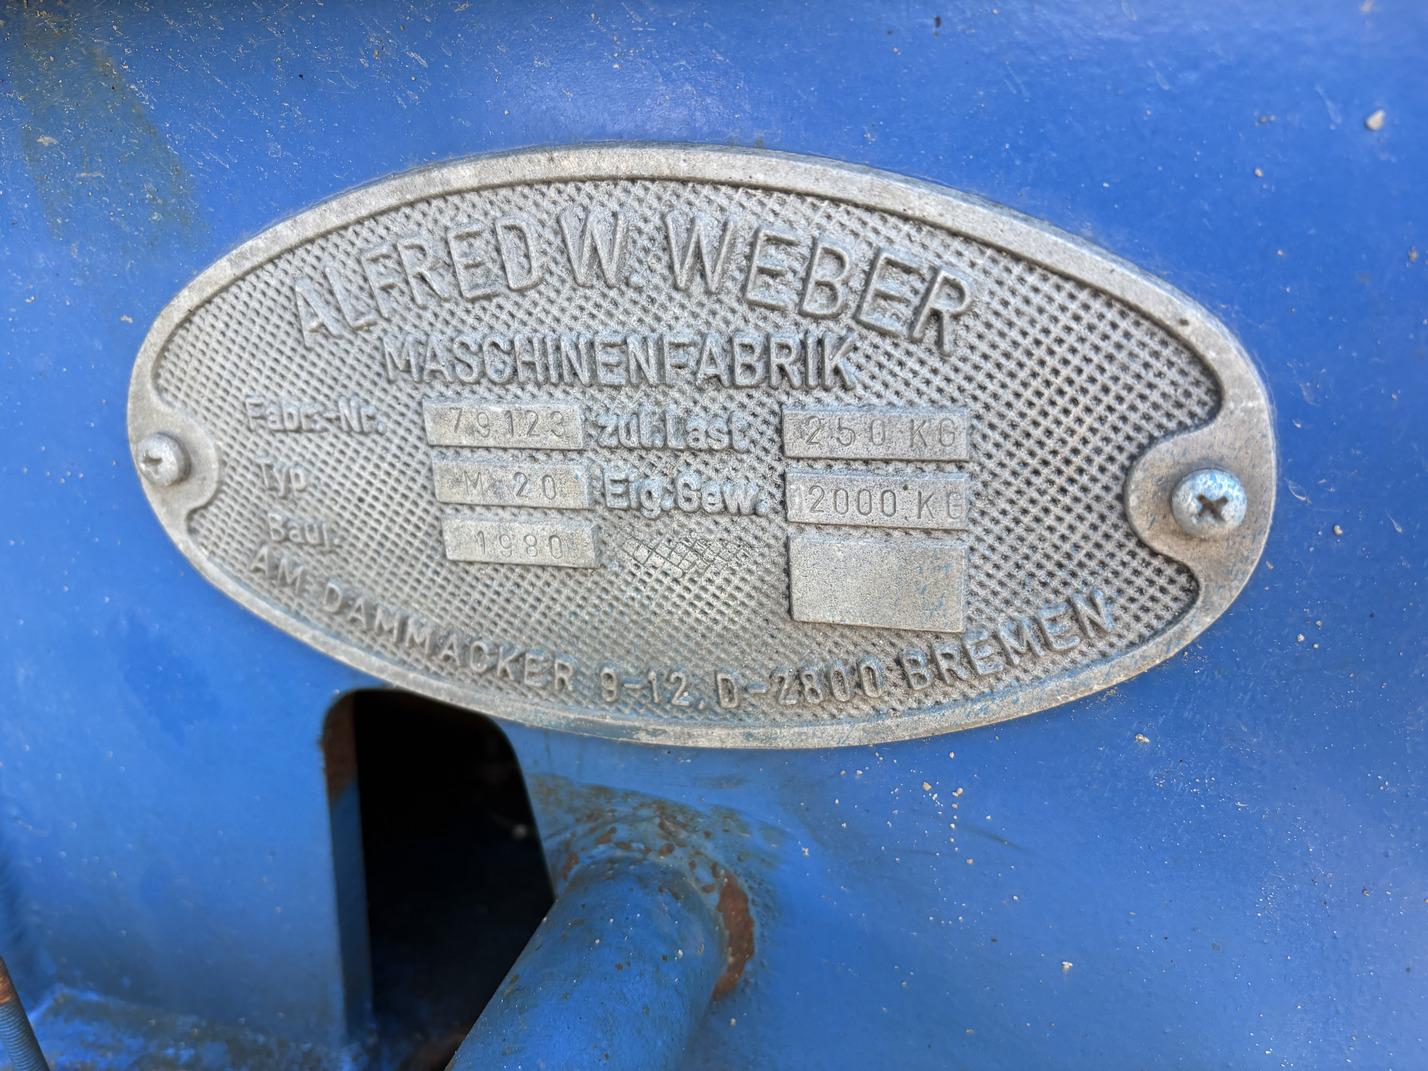 ALFRED W. WEBER
MASCHINENFABRIK
Fabr.-Nr. 79123 zul. Last 250 KG
Typ M 20 Eig. Gew. 2000 KG
Bauj. 1980
AM DAMMACKER 9-12, D-2800 BREMEN